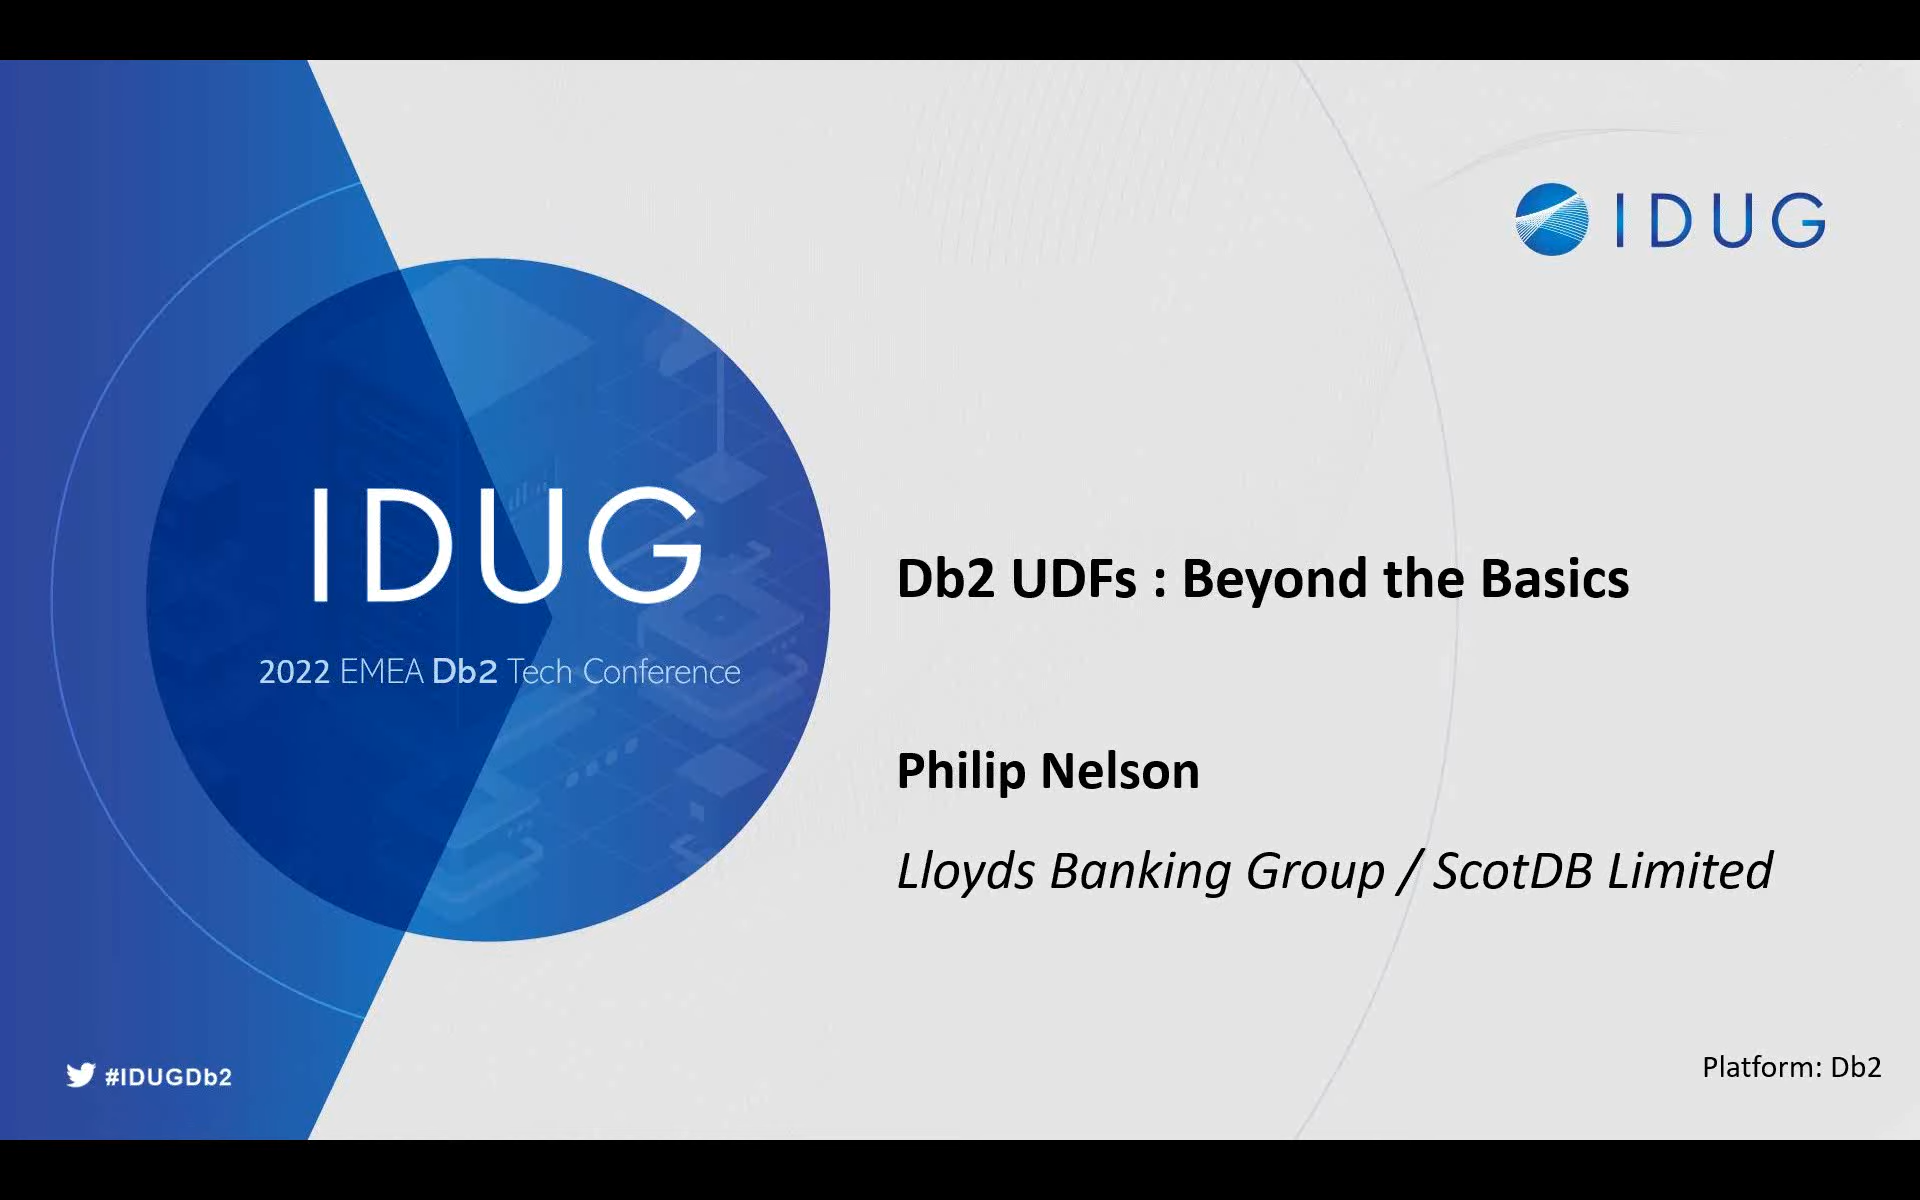 IDUG
IDUG
2022 EMEA Db2 Tech Conference
Db2 UDFs : Beyond the Basics
Philip Nelson
Lloyds Banking Group / ScotDB Limited
#IDUGDb2
Platform: Db2